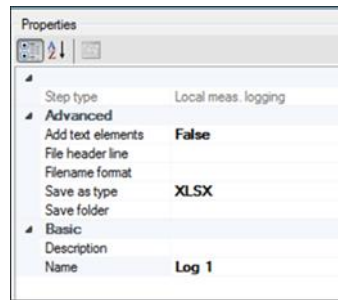 Properties
Step type Local meas. logging
Advanced
Add text elements False
File header line
Filename format
Save as type XLSX
Save folder
Basic
Description
Name Log 1